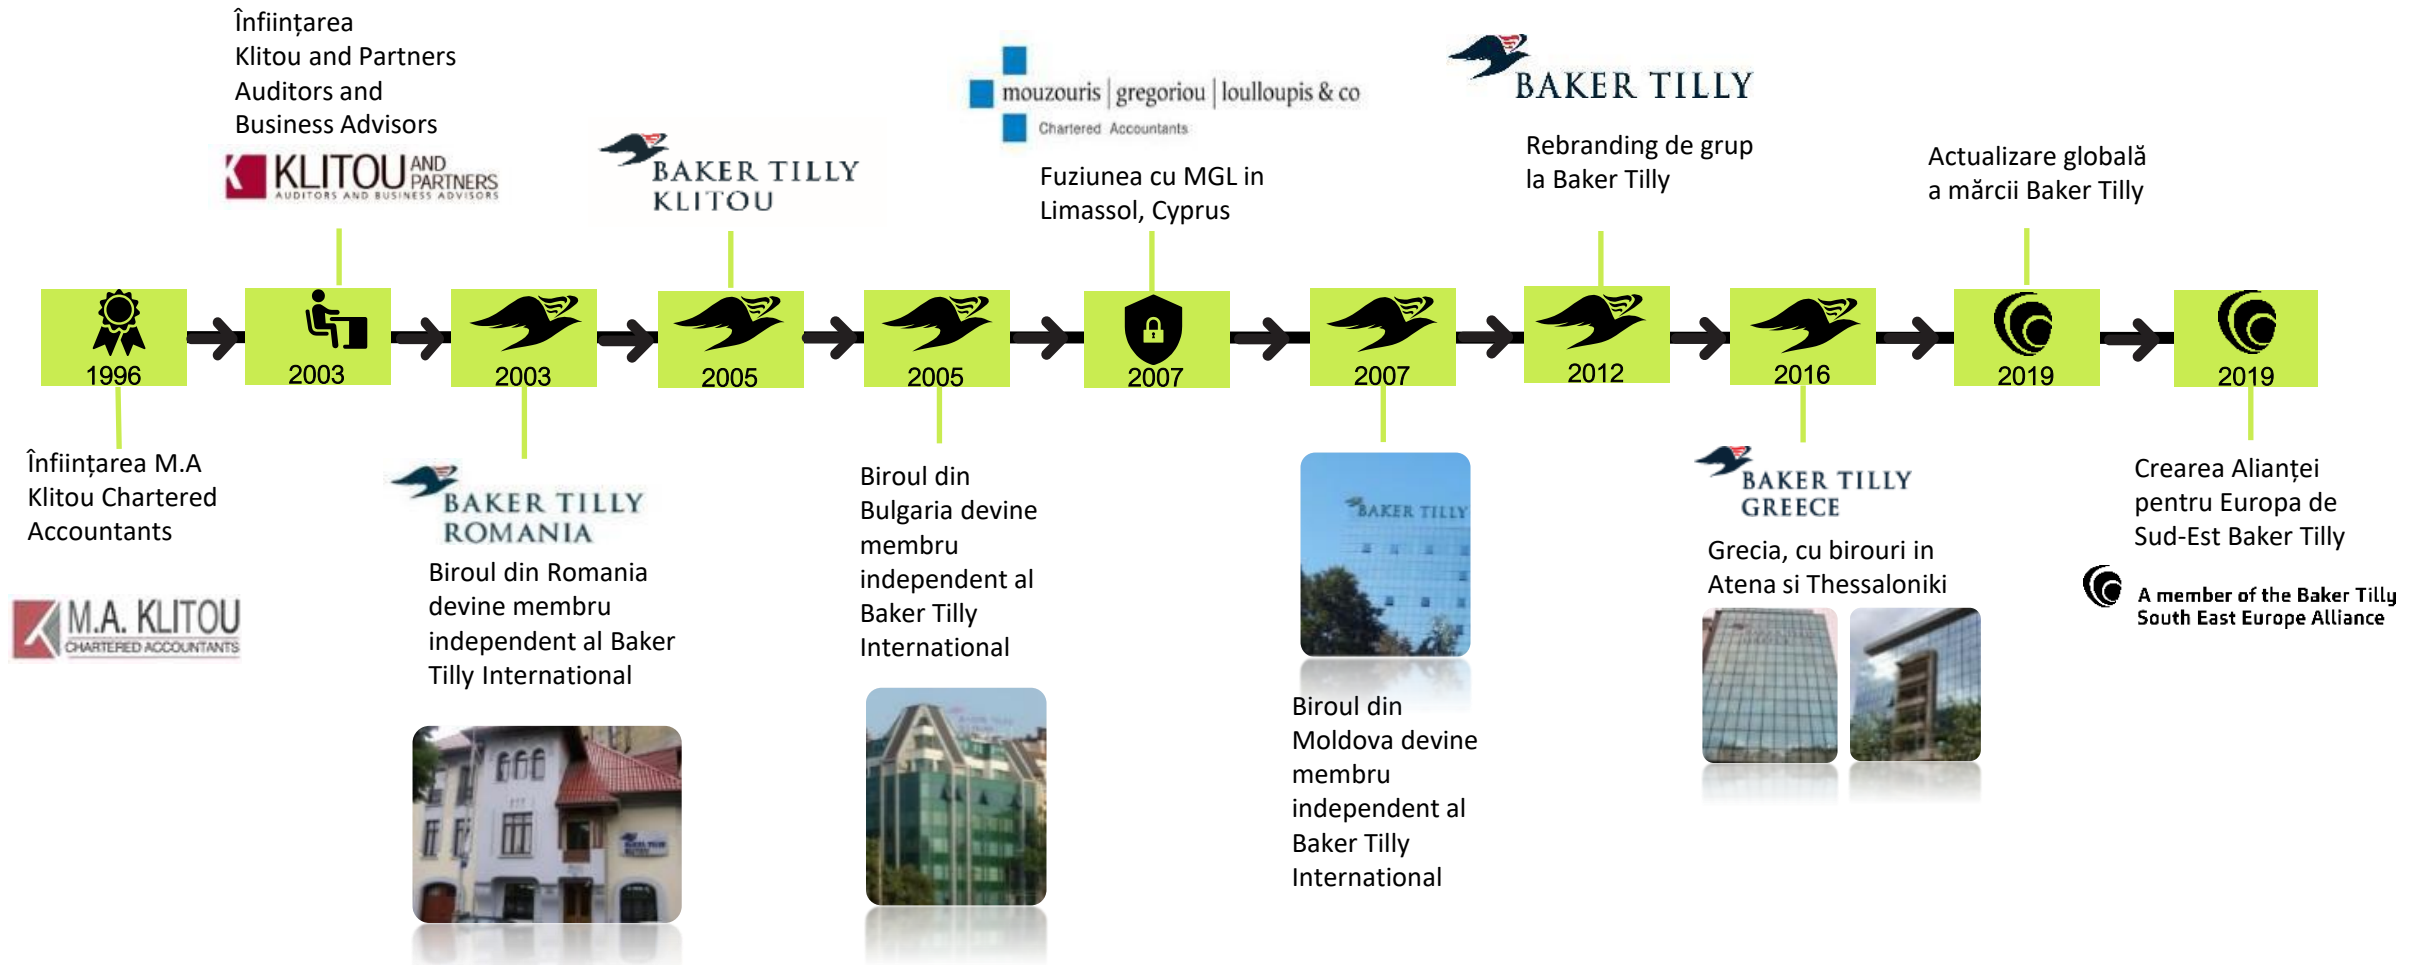 Înființarea
Klitou and Partners
Auditors and
Business Advisors
KLITOU AND
PARTNERS
AUDITORS AND BUSINESS ADVISORS
BAKER TILLY
KLITOU
mouzouris | gregoriou | loulloupis & co
Chartered Accountants
Fuziunea cu MGL in
Limassol, Cyprus
BAKER TILLY
Rebranding de grup
la Baker Tilly
Actualizare globală
a mărcii Baker Tilly
1996
2003
2003
2005
2005
2007
2007
2012
2016
2019
2019
Înființarea M.A
Klitou Chartered
Accountants
M.A. KLITOU
CHARTERED ACCOUNTANTS
BAKER TILLY
ROMANIA
Biroul din Romania
devine membru
independent al Baker
Tilly International
Biroul din
Bulgaria devine
membru
independent al
Baker Tilly
International
BAKER TILLY
Biroul din
Moldova devine
membru
independent al
Baker Tilly
International
BAKER TILLY
GREECE
Grecia, cu birouri in
Atena si Thessaloniki
Crearea Alianței
pentru Europa de
Sud-Est Baker Tilly
A member of the Baker Tilly
South East Europe Alliance